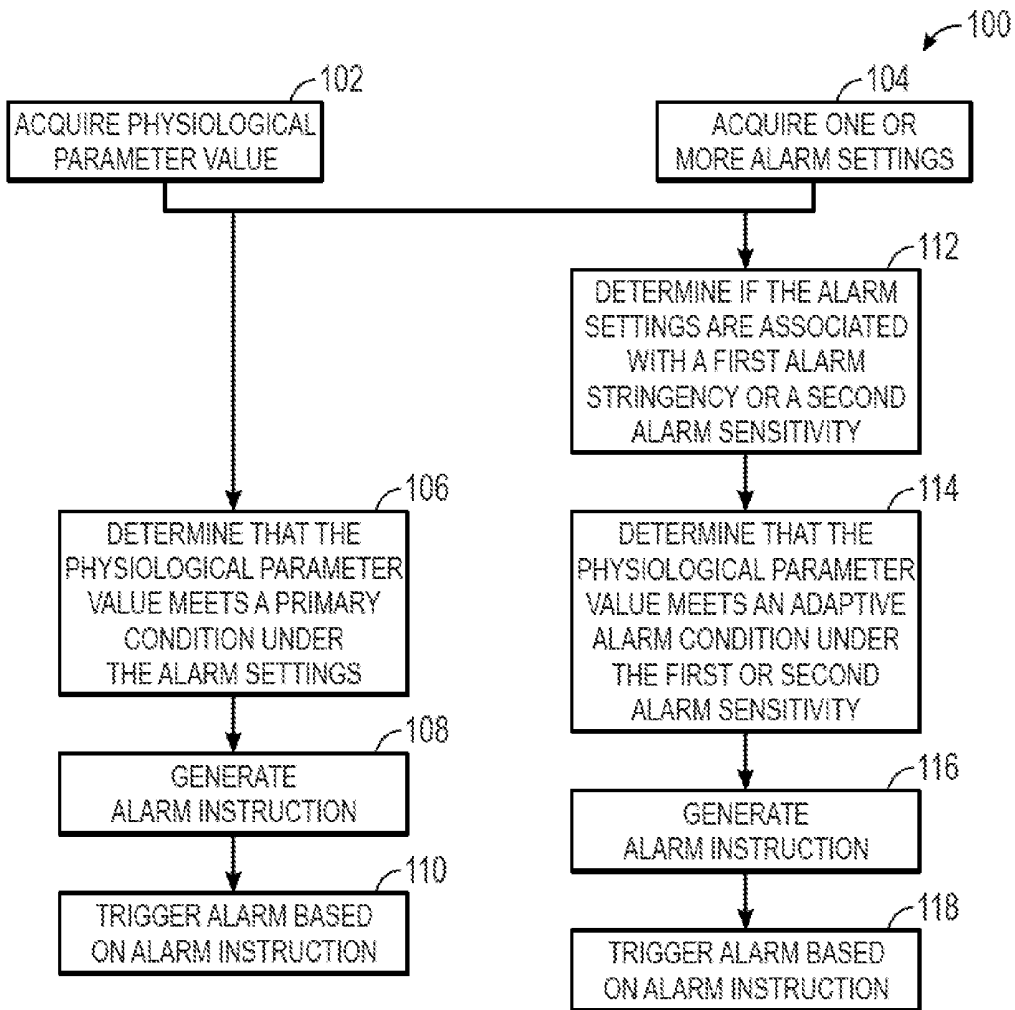 100
102
ACQUIRE PHYSIOLOGICAL
PARAMETER VALUE
104
ACQUIRE ONE OR
MORE ALARM SETTINGS
112
DETERMINE IF THE ALARM
SETTINGS ARE ASSOCIATED
WITH A FIRST ALARM
STRINGENCY OR A SECOND
ALARM SENSITIVITY
106
DETERMINE THAT THE
PHYSIOLOGICAL PARAMETER
VALUE MEETS A PRIMARY
CONDITION UNDER
THE ALARM SETTINGS
114
DETERMINE THAT THE
PHYSIOLOGICAL PARAMETER
VALUE MEETS AN ADAPTIVE
ALARM CONDITION UNDER
THE FIRST OR SECOND
ALARM SENSITIVITY
108
GENERATE
ALARM INSTRUCTION
116
GENERATE
ALARM INSTRUCTION
110
TRIGGER ALARM BASED
ON ALARM INSTRUCTION
118
TRIGGER ALARM BASED
ON ALARM INSTRUCTION